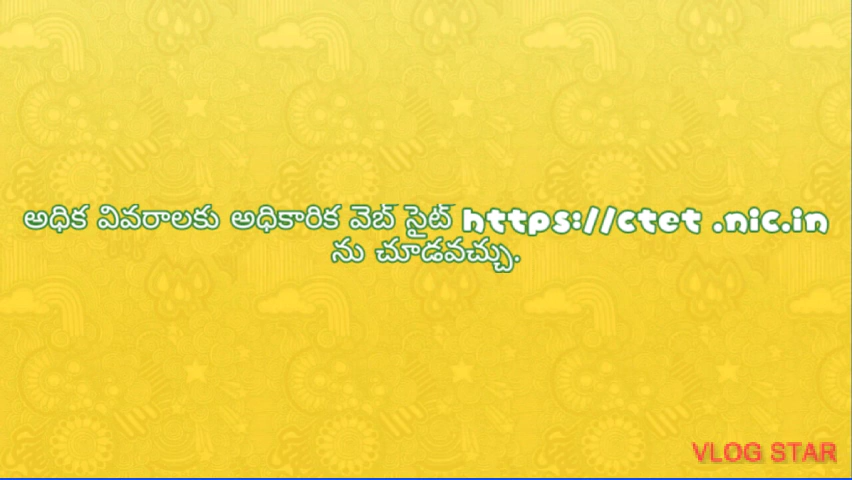 అధిక వివరాలకు అధికారిక వెబ్ సైట్ https://ctet .nic.in
ను చూడవచ్చు.
VLOG STAR